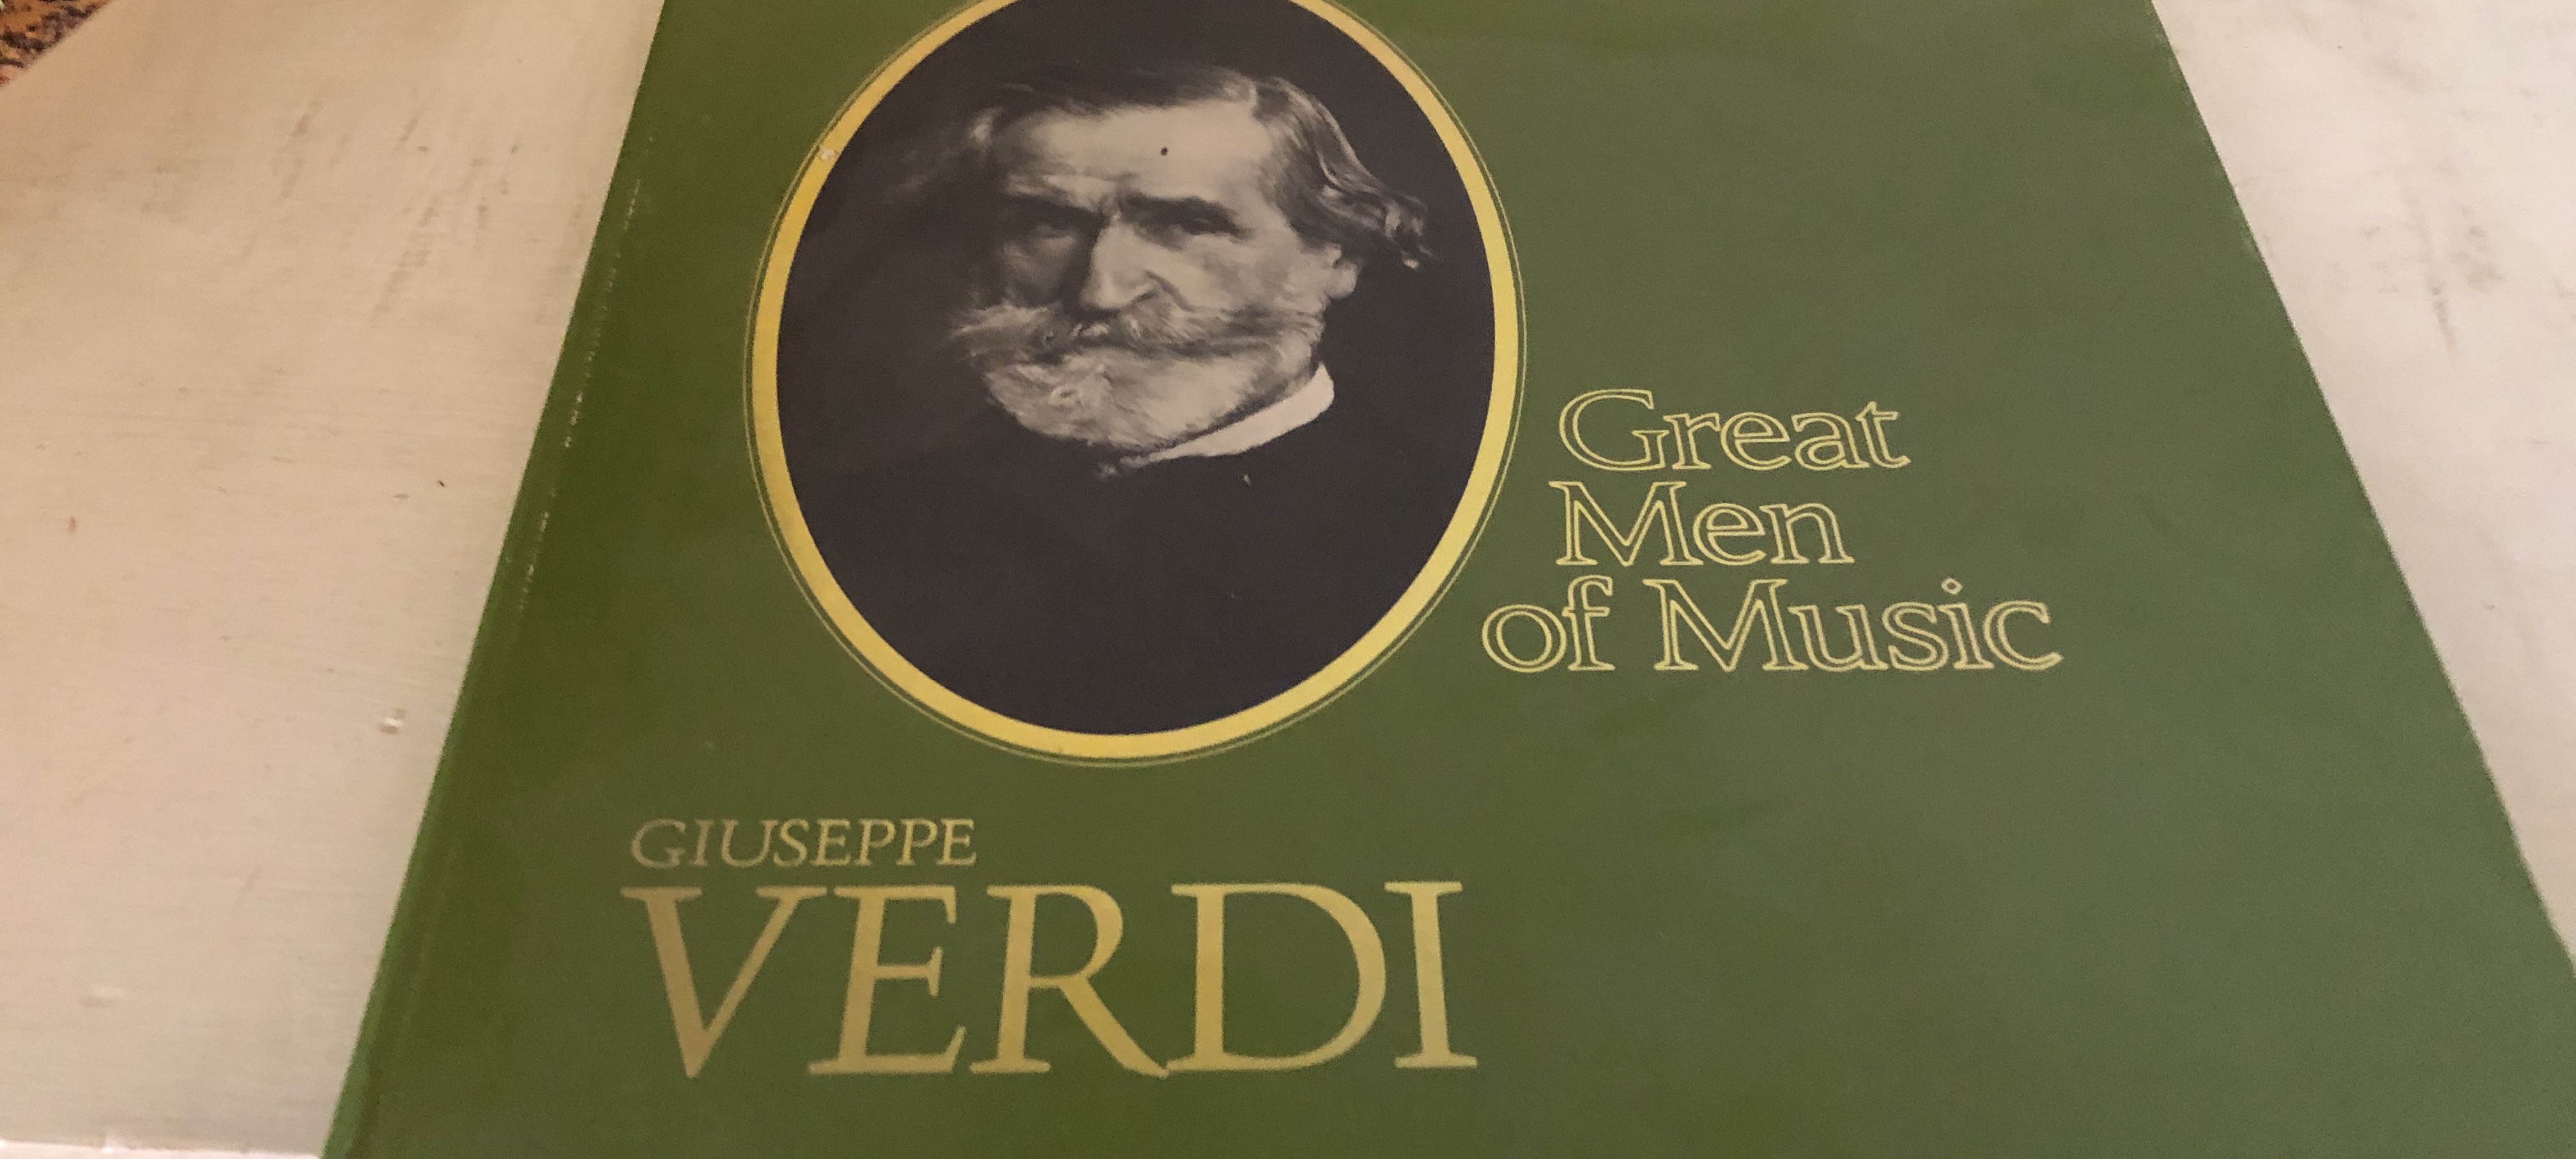 Great
Men
of Music
GIUSEPPE
VERDI